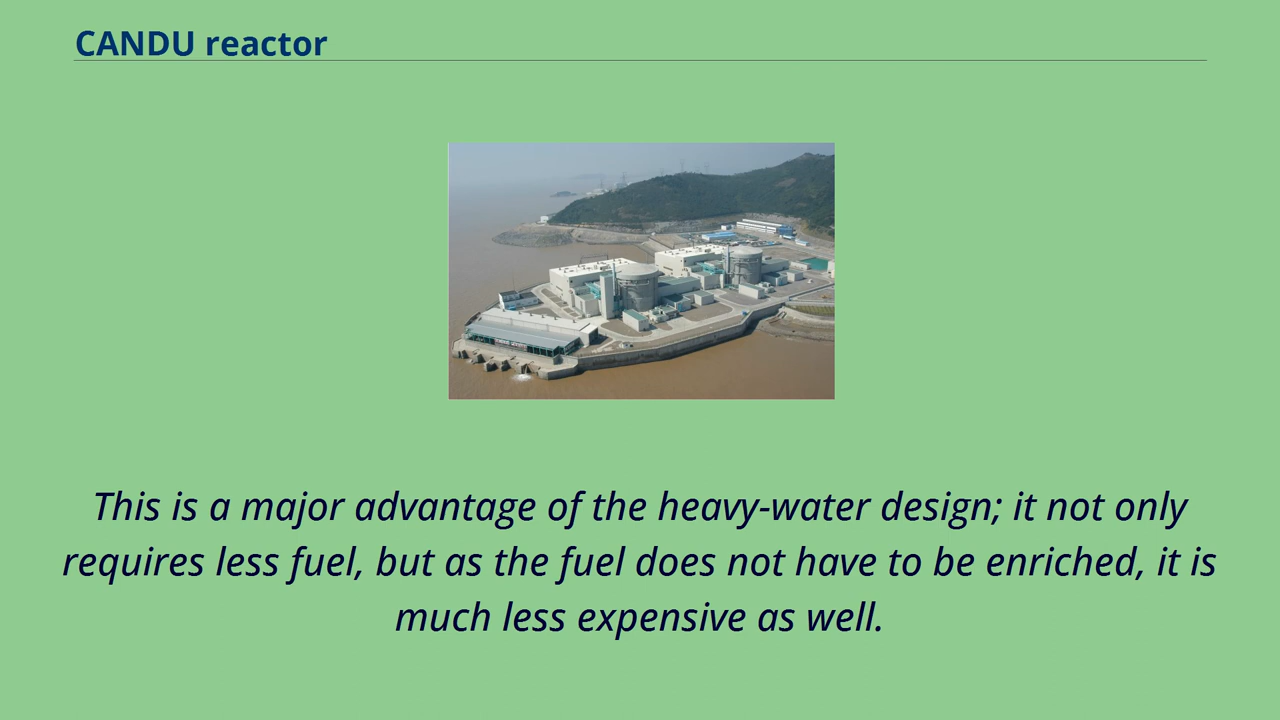 CANDU reactor
This is a major advantage of the heavy-water design; it not only
requires less fuel, but as the fuel does not have to be enriched, it is
much less expensive as well.